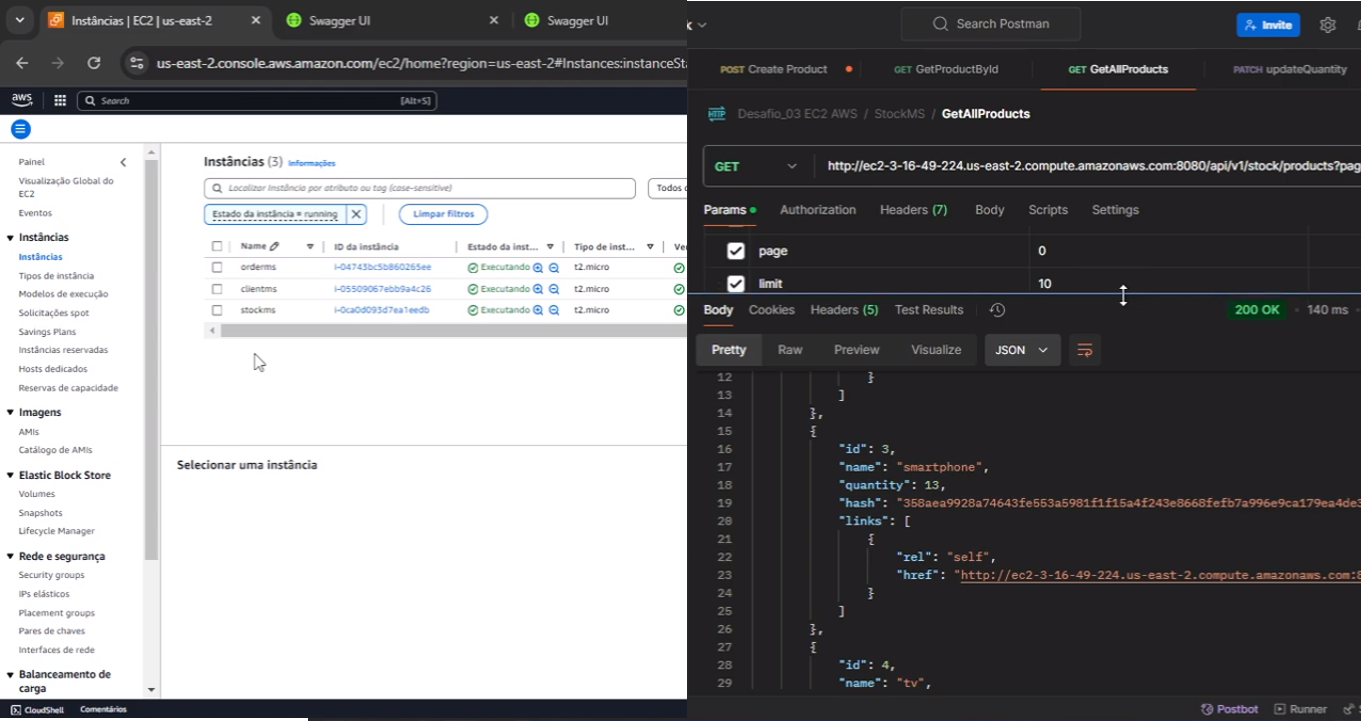 Instâncias | EC2 | us-east-2
Swagger UI
Swagger UI
us-east-2.console.aws.amazon.com/ec2/home?region=us-east-2#Instances:instanceSta
aws
Search
[Alt+S]
Painel
Visualização Global do
EC2
Eventos
Instâncias
Instâncias
Tipos de instância
Modelos de execução
Solicitações spot
Savings Plans
Instâncias reservadas
Hosts dedicados
Reservas de capacidade
Imagens
AMIs
Catálogo de AMIs
Elastic Block Store
Volumes
Snapshots
Lifecycle Manager
Rede e segurança
Security groups
IPs elásticos
Placement groups
Pares de chaves
Interfaces de rede
Balanceamento de
carga
CloudShell Comentários
Instâncias (3) Informações
Localizar Instância por atributo ou tag (case-sensitive)
Todos
Estado da instância = running
Limpar filtros
Name ID da instância Estado da inst... Tipo de inst... Ve
orderms i-04743bc5b860265ee Executando t2.micro
clientms i-05509067ebb9a4c26 Executando t2.micro
stockms i-0ca0d093d7ea1eedb Executando t2.micro
Selecionar uma instância
Search Postman
Invite
POST Create Product GET GetProductById GET GetAllProducts PATCH updateQuantity
HTTP Desafio_03 EC2 AWS / StockMS / GetAllProducts
GET http://ec2-3-16-49-224.us-east-2.compute.amazonaws.com:8080/api/v1/stock/products?pag
Params Authorization Headers (7) Body Scripts Settings
page 0
limit 10
Body Cookies Headers (5) Test Results 200 OK 140 ms
Pretty Raw Preview Visualize JSON
12 }
13 ]
14 },
15 {
16 "id": 3,
17 "name": "smartphone",
18 "quantity": 13,
19 "hash": "358aea9928a74643fe553a5981f1f15a4f243e8668fefb7a996e9ca179ea4de3
20 "links": [
21 {
22 "rel": "self",
23 "href": "http://ec2-3-16-49-224.us-east-2.compute.amazonaws.com:8
24 }
25 ]
26 },
27 {
28 "id": 4,
29 "name": "tv",
Postbot Runner